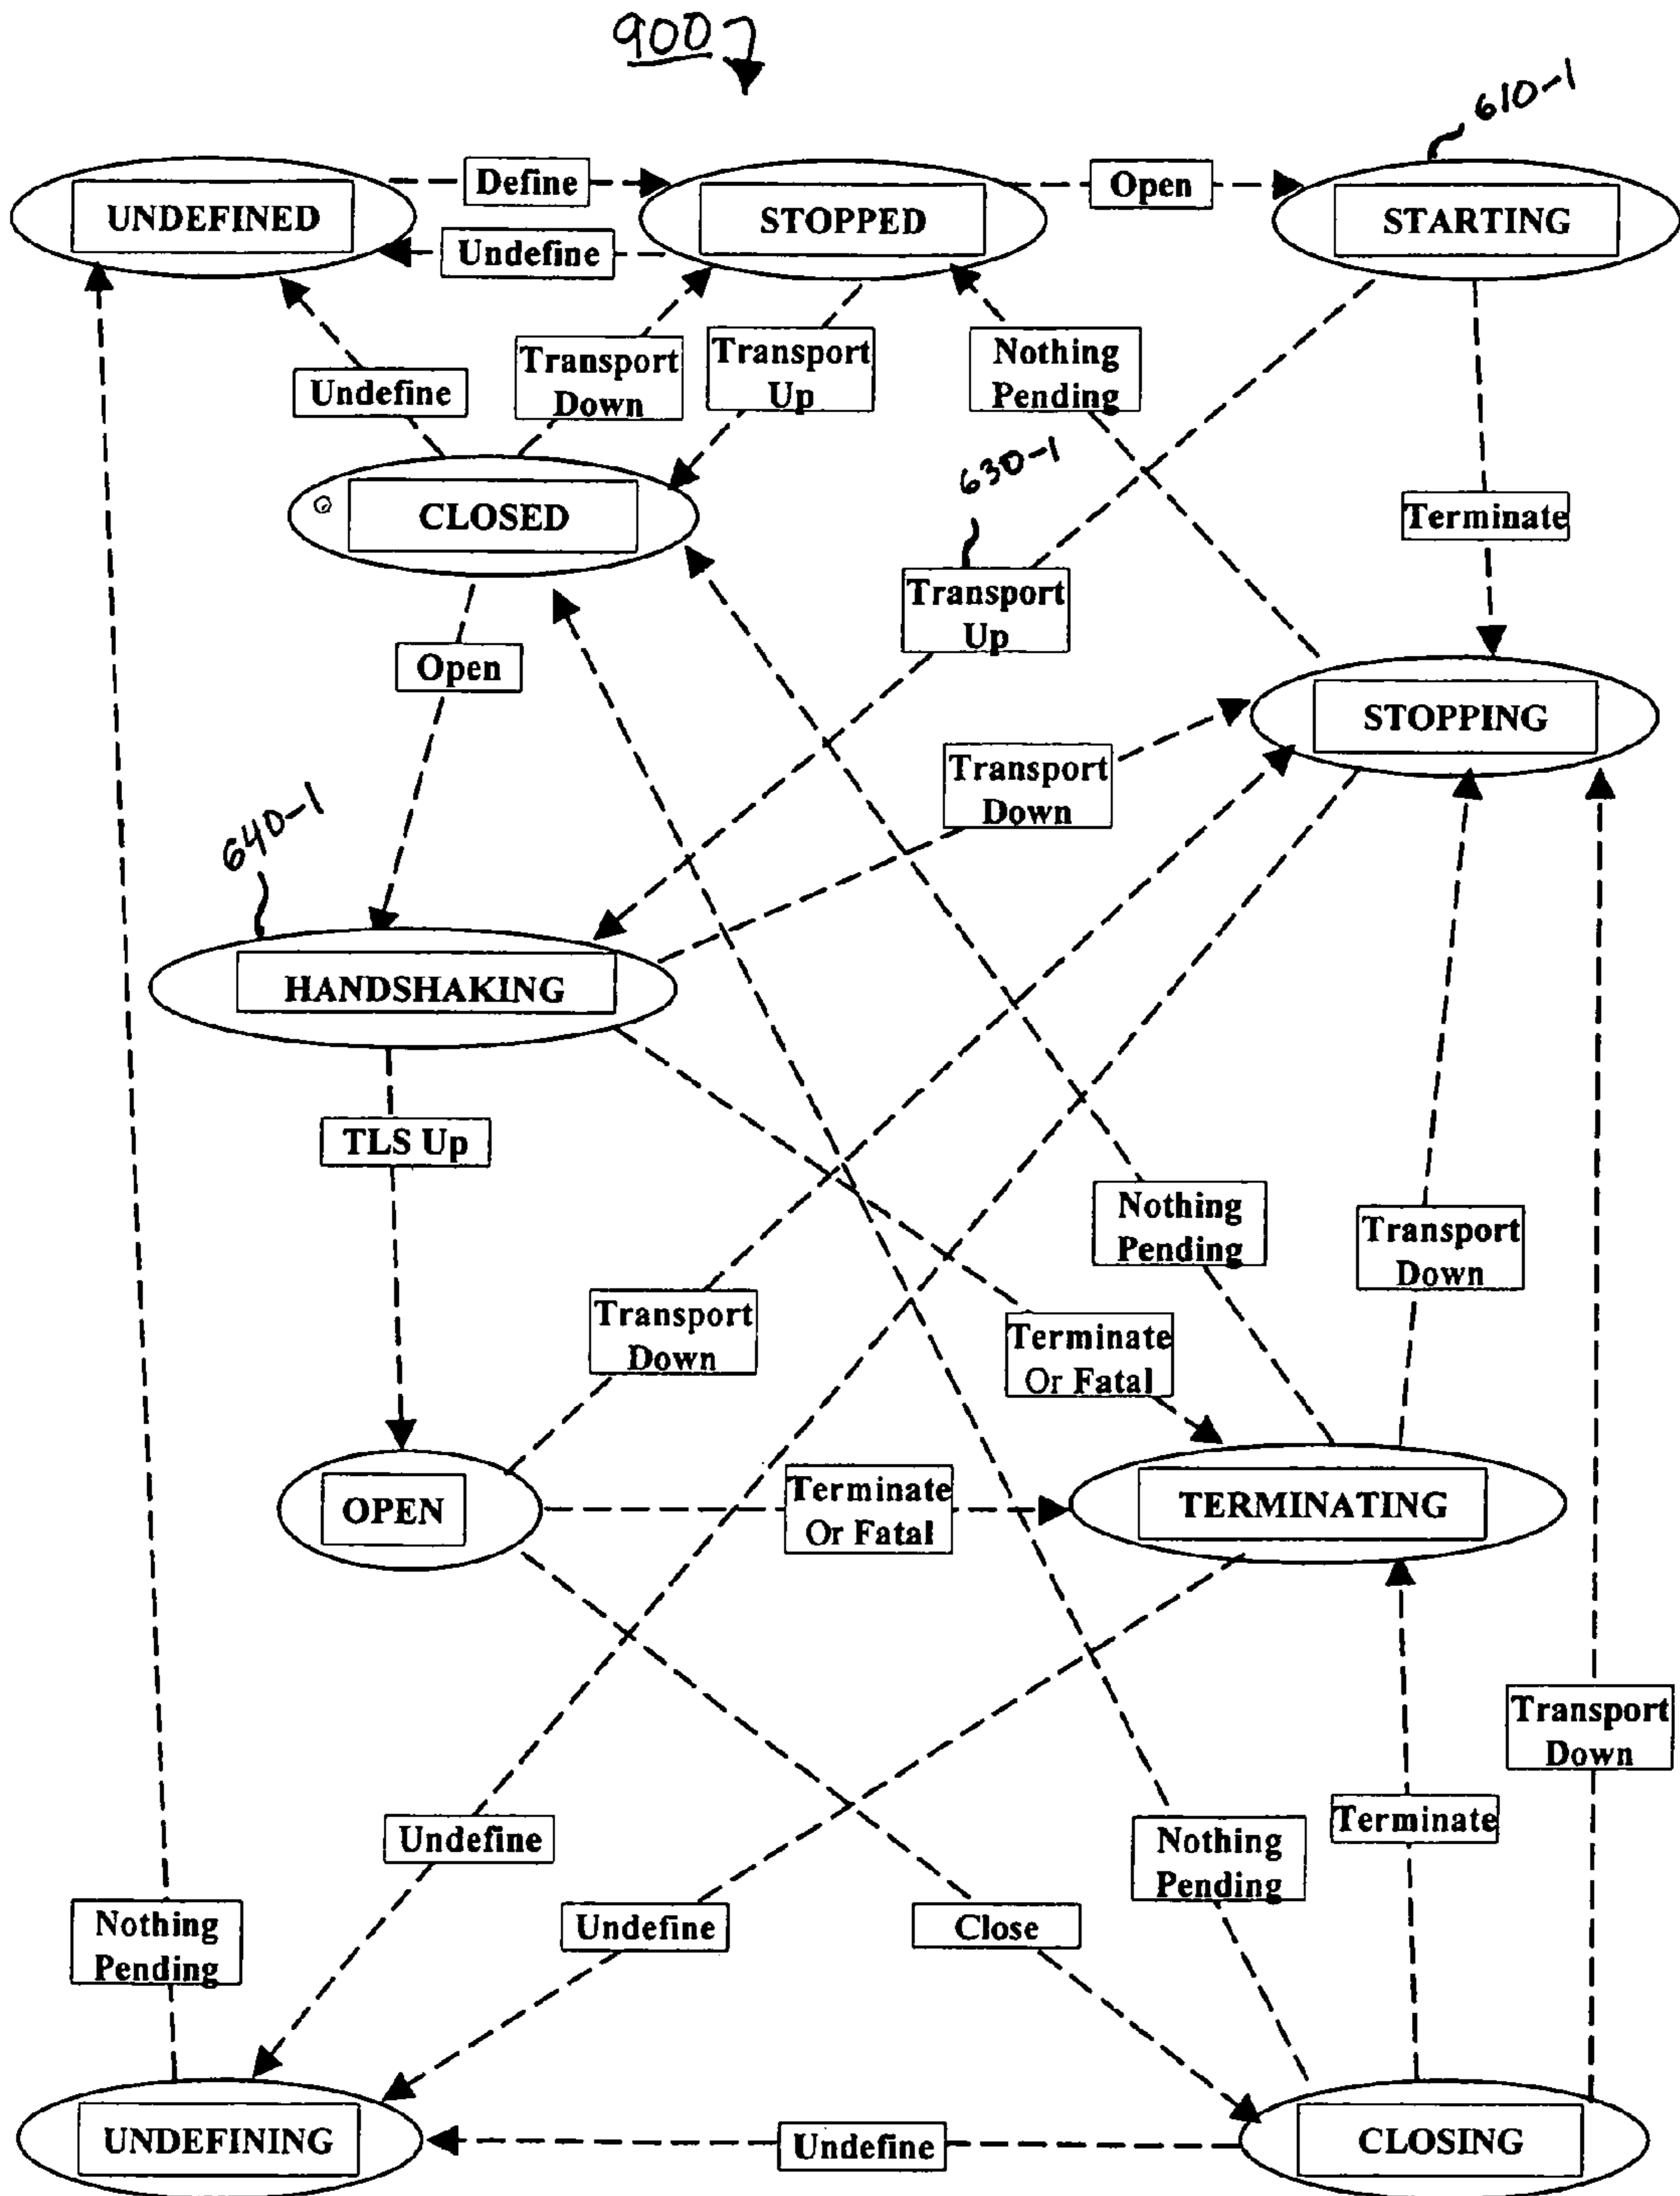 900
610-1
Define
Open
UNDEFINED
STOPPED
STARTING
Undefine
Transport
Down
Transport
Up
Nothing
Pending
Undefine
630-1
CLOSED
Terminate
Transport
Up
Open
STOPPING
Transport
Down
640-1
HANDSHAKING
TLS Up
Nothing
Pending
Transport
Down
Transport
Down
Terminate
Or Fatal
OPEN
Terminate
Or Fatal
TERMINATING
Transport
Down
Undefine
Nothing
Pending
Terminate
Nothing
Pending
Undefine
Close
UNDEFINING
Undefine
CLOSING